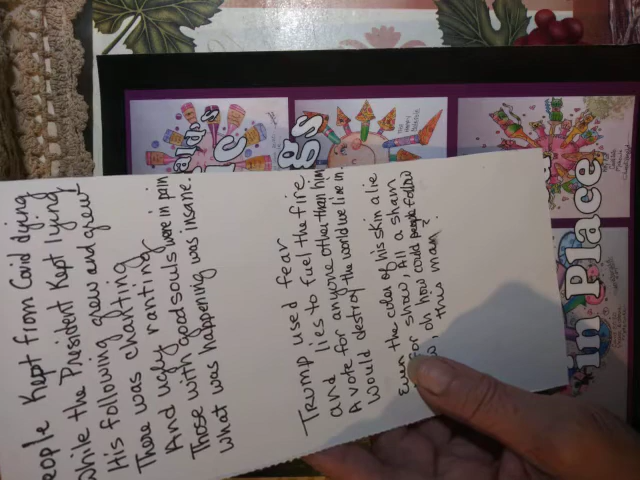 eople Kept from Covid dying
While the President Kept lying
His following grew and grew
There was chanting
And ugly ranting
Those with good souls were in pain
What was happening was insane.
Trump used fear
and lies to fuel the fire
A vote for anyone other than him
Would destroy the world we live in.
Even the color of his skin a lie
for show. All a sham
ow, oh how could people follow
this man?
in Place